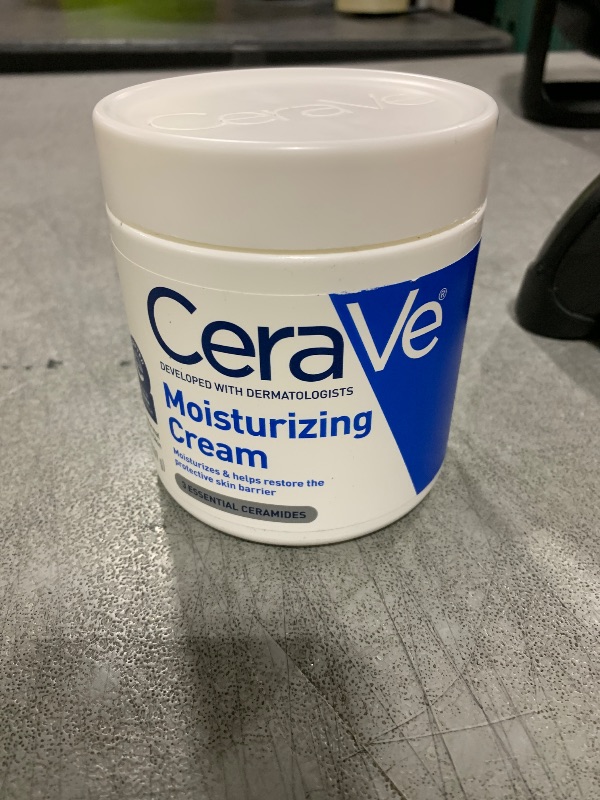 CeraVe
CeraVe®
DEVELOPED WITH DERMATOLOGISTS
Moisturizing
Cream
Moisturizes & helps restore the
protective skin barrier
3 ESSENTIAL CERAMIDES